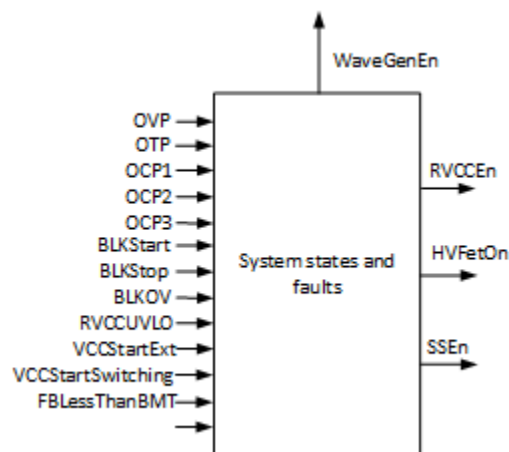 WaveGenEn
OVP
OTP
OCP1
OCP2
OCP3
BLKStart
BLKStop
BLKOV
RVCCUVLO
VCCStartExt
VCCStartSwitching
FBLessThanBMT
System states and
faults
RVCCEn
HVFetOn
SSEn